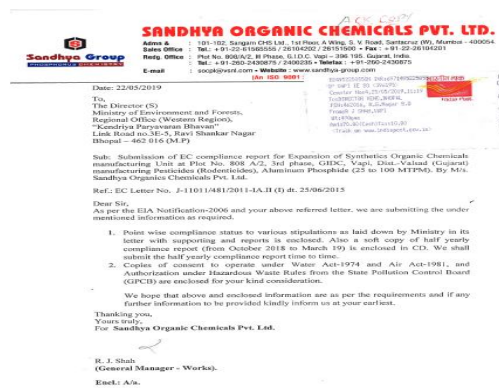 Ack Copy
SANDHYA ORGANIC CHEMICALS PVT. LTD.
Sandhya Group
PHOSPHORUS CHEMISTRY
Admn & Sales Office : 101-102, Sangam CHS Ltd., 1st Floor, A Wing, S. V. Road, Santacruz (W), Mumbai - 400054.
Tel.: +91-22-61565555 / 26104202 / 26151900 • Fax : +91-22-26104201
Redg. Office : Plot No. 808/A/2, III Phase, G.I.D.C. Vapi – 396 195. Gujarat, India.
Tel.: +91-260-2430875 / 2400235 • Telefax : +91-260-2430875
E-mail : socpk@vsnl.com • Website : www.sandhya-group.com
(An ISO 9001)
Date: 22/05/2019
To,
The Director (S)
Ministry of Environment and Forests,
Regional Office (Western Region),
"Kendriya Paryavaran Bhavan"
Link Road no.3E-5, Ravi Shankar Nagar
Bhopal – 462 016 (M.P)
Sub: Submission of EC compliance report for Expansion of Synthetics Organic Chemicals
manufacturing Unit at Plot No. 808 A/2, 3rd phase, GIDC, Vapi, Dist.-Valsad (Gujarat)
manufacturing Pesticides (Rodenticides), Aluminum Phosphide (25 to 100 MTPM). By M/s.
Sandhya Organics Chemicals Pvt. Ltd.
Ref.: EC Letter No. J-11011/481/2011-IA.II (I) dt. 25/06/2015
Dear Sir,
As per the EIA Notification-2006 and your above referred letter, we are submitting the under
mentioned information as required.
1. Point wise compliance status to various stipulations as laid down by Ministry in its
letter with supporting and reports is enclosed. Also a soft copy of half yearly
compliance report (from October 2018 to March 19) is enclosed in CD. We shall
submit the half yearly compliance report time to time.
2. Copies of consent to operate under Water Act-1974 and Air Act-1981, and
Authorization under Hazardous Waste Rules from the State Pollution Control Board
(GPCB) are enclosed for your kind consideration.
We hope that above and enclosed information are as per the requirements and if any
further information to be provided kindly inform us at your earliest.
Thanking you,
Yours truly,
For Sandhya Organic Chemicals Pvt. Ltd.
R. J. Shah
(General Manager - Works).
Encl.: A/a.